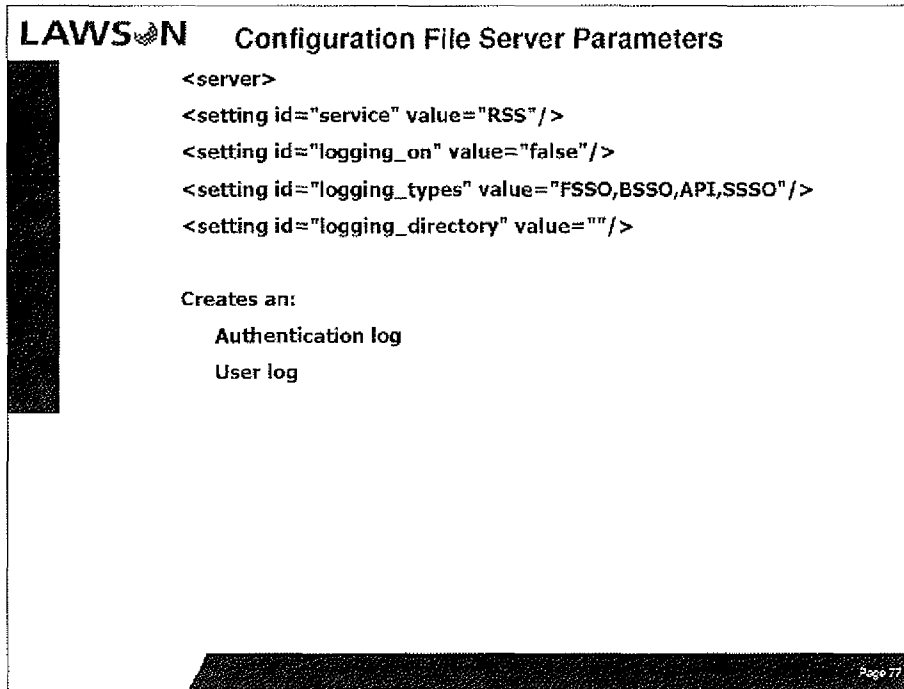 LAWSON
Configuration File Server Parameters
<server>
<setting id="service" value="RSS"/>
<setting id="logging_on" value="false"/>
<setting id="logging_types" value="FSSO,BSSO,API,SSSO"/>
<setting id="logging_directory" value=""/>
Creates an:
Authentication log
User log
Page 77